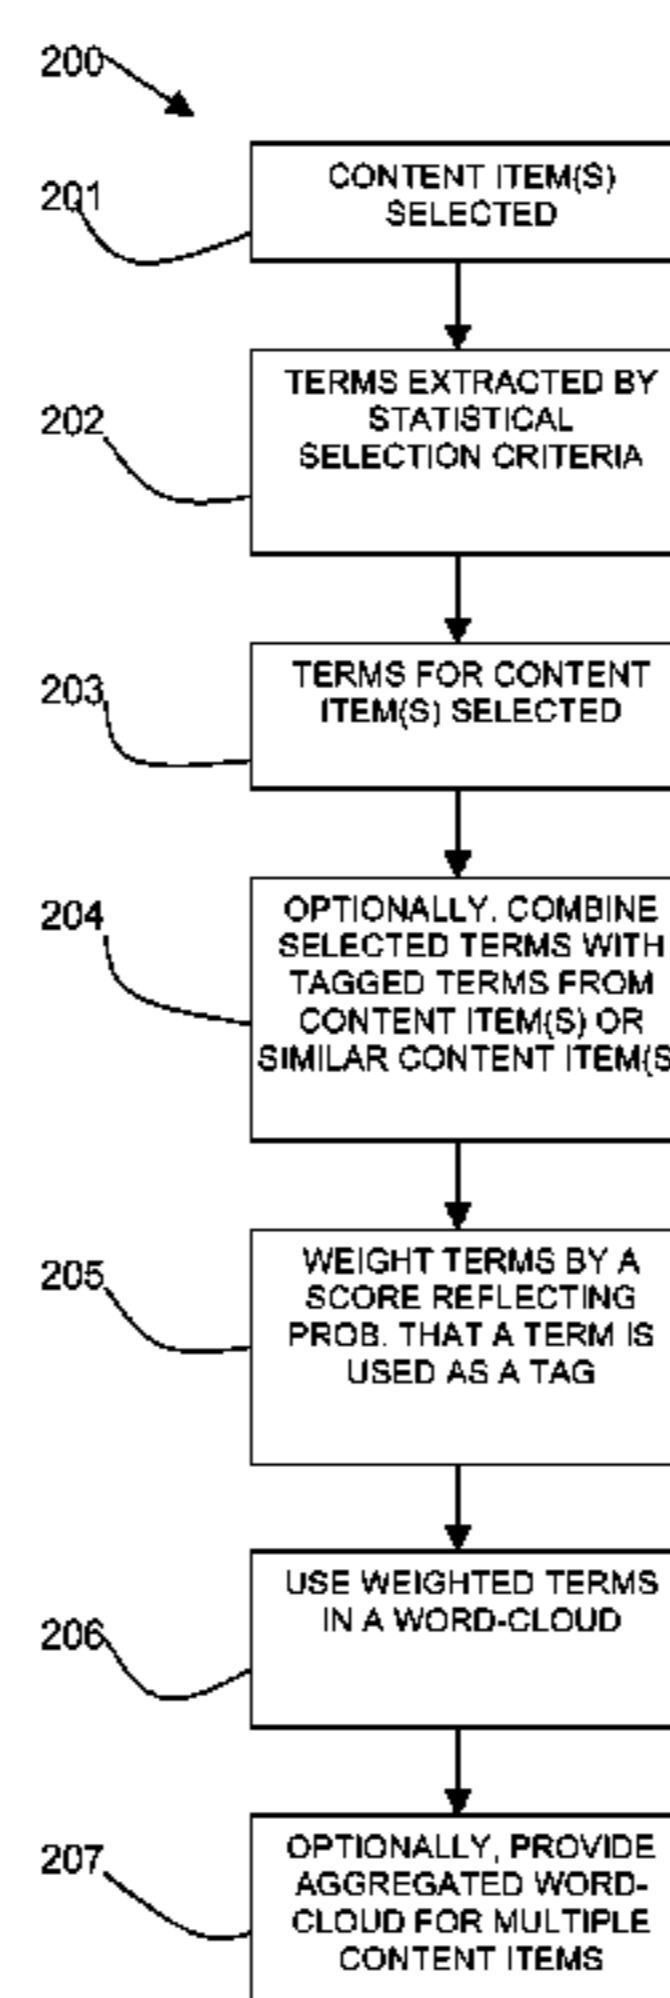 200
201
CONTENT ITEM(S)
SELECTED
202
TERMS EXTRACTED BY
STATISTICAL
SELECTION CRITERIA
203
TERMS FOR CONTENT
ITEM(S) SELECTED
204
OPTIONALLY. COMBINE
SELECTED TERMS WITH
TAGGED TERMS FROM
CONTENT ITEM(S) OR
SIMILAR CONTENT ITEM(S
205
WEIGHT TERMS BY A
SCORE REFLECTING
PROB. THAT A TERM IS
USED AS A TAG
206
USE WEIGHTED TERMS
IN A WORD-CLOUD
207
OPTIONALLY, PROVIDE
AGGREGATED WORD-
CLOUD FOR MULTIPLE
CONTENT ITEMS